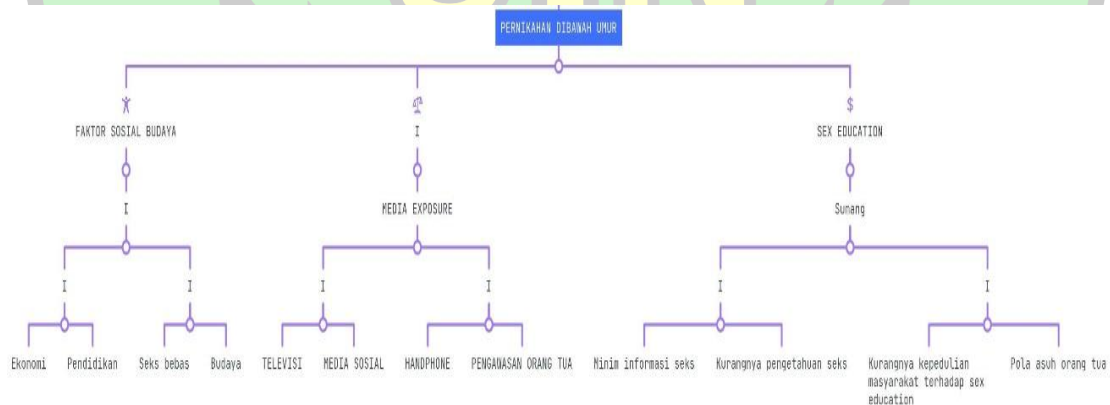 PERNIKAHAN DIBAWAH UMUR
$
FAKTOR SOSIAL BUDAYA
I
SEX EDUCATION
I
MEDIA EXPOSURE
Sunang
I
I
I
I
I
I
Ekonomi
Pendidikan
Seks bebas
Budaya
TELEVISI
MEDIA SOSIAL
HANDPHONE
PENGAWASAN ORANG TUA
Minim informasi seks
Kurangnya pengetahuan seks
Kurangnya kepedulian
masyarakat terhadap sex
education
Pola asuh orang tua